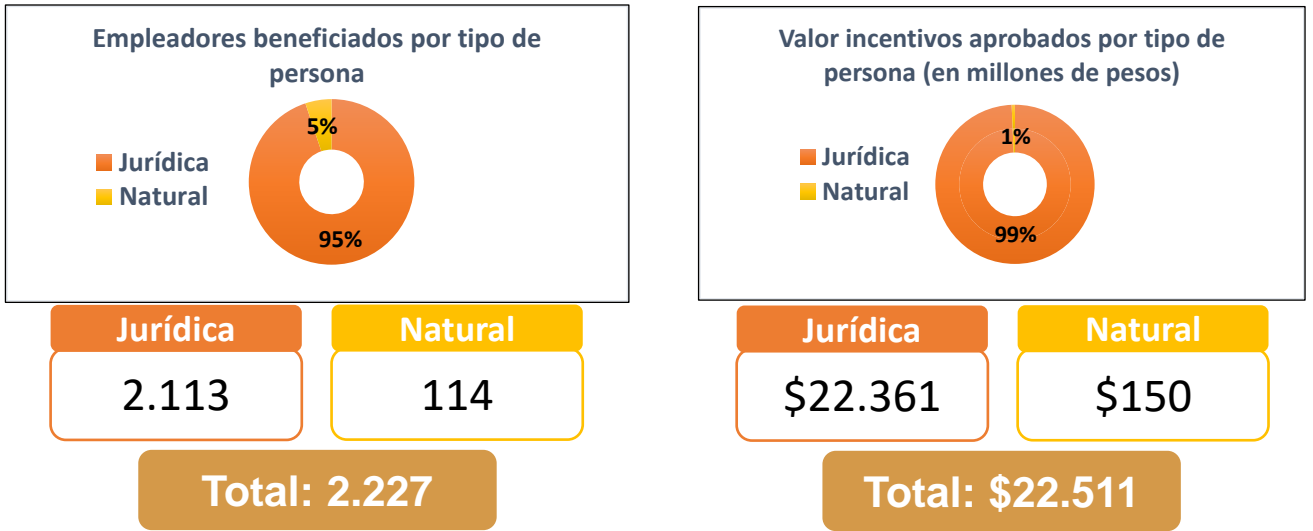 Empleadores beneficiados por tipo de
persona
5%
Jurídica
Natural
95%
Jurídica
Natural
2.113
114
Total: 2.227
Valor incentivos aprobados por tipo de
persona (en millones de pesos)
1%
Jurídica
Natural
99%
Jurídica
Natural
$22.361
$150
Total: $22.511